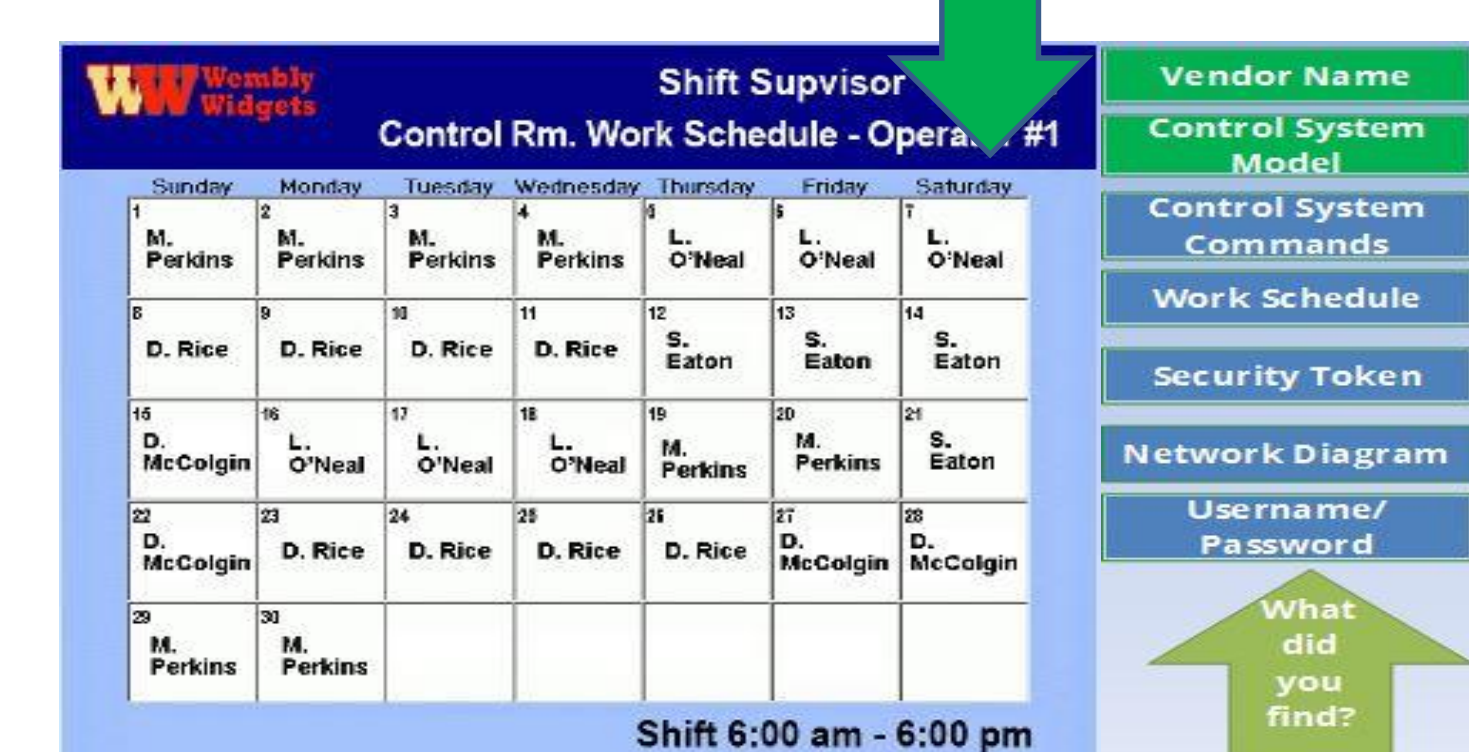 Wembly
Widgets
Shift Supvisor
Control Rm. Work Schedule - #1
Sunday Monday Tuesday Wednesday Thursday Friday Saturday
1 2 3 4 5 6 7
M. M. M. M. L. L. L.
Perkins Perkins Perkins Perkins O'Neal O'Neal O'Neal
8 9 10 11 12 13 14
D. Rice D. Rice D. Rice D. Rice S. S. S.
Eaton Eaton Eaton
15 16 17 18 19 20 21
D. L. L. L. M. M. S.
McColgin O'Neal O'Neal O'Neal Perkins Perkins Eaton
22 23 24 25 26 27 28
D. D. Rice D. Rice D. Rice D. Rice D. D.
McColgin McColgin McColgin
29 30
M. M.
Perkins Perkins
Shift 6:00 am - 6:00 pm
Vendor Name
Control System
Model
Control System
Commands
Work Schedule
Security Token
Network Diagram
Username/
Password
What
did
you
find?